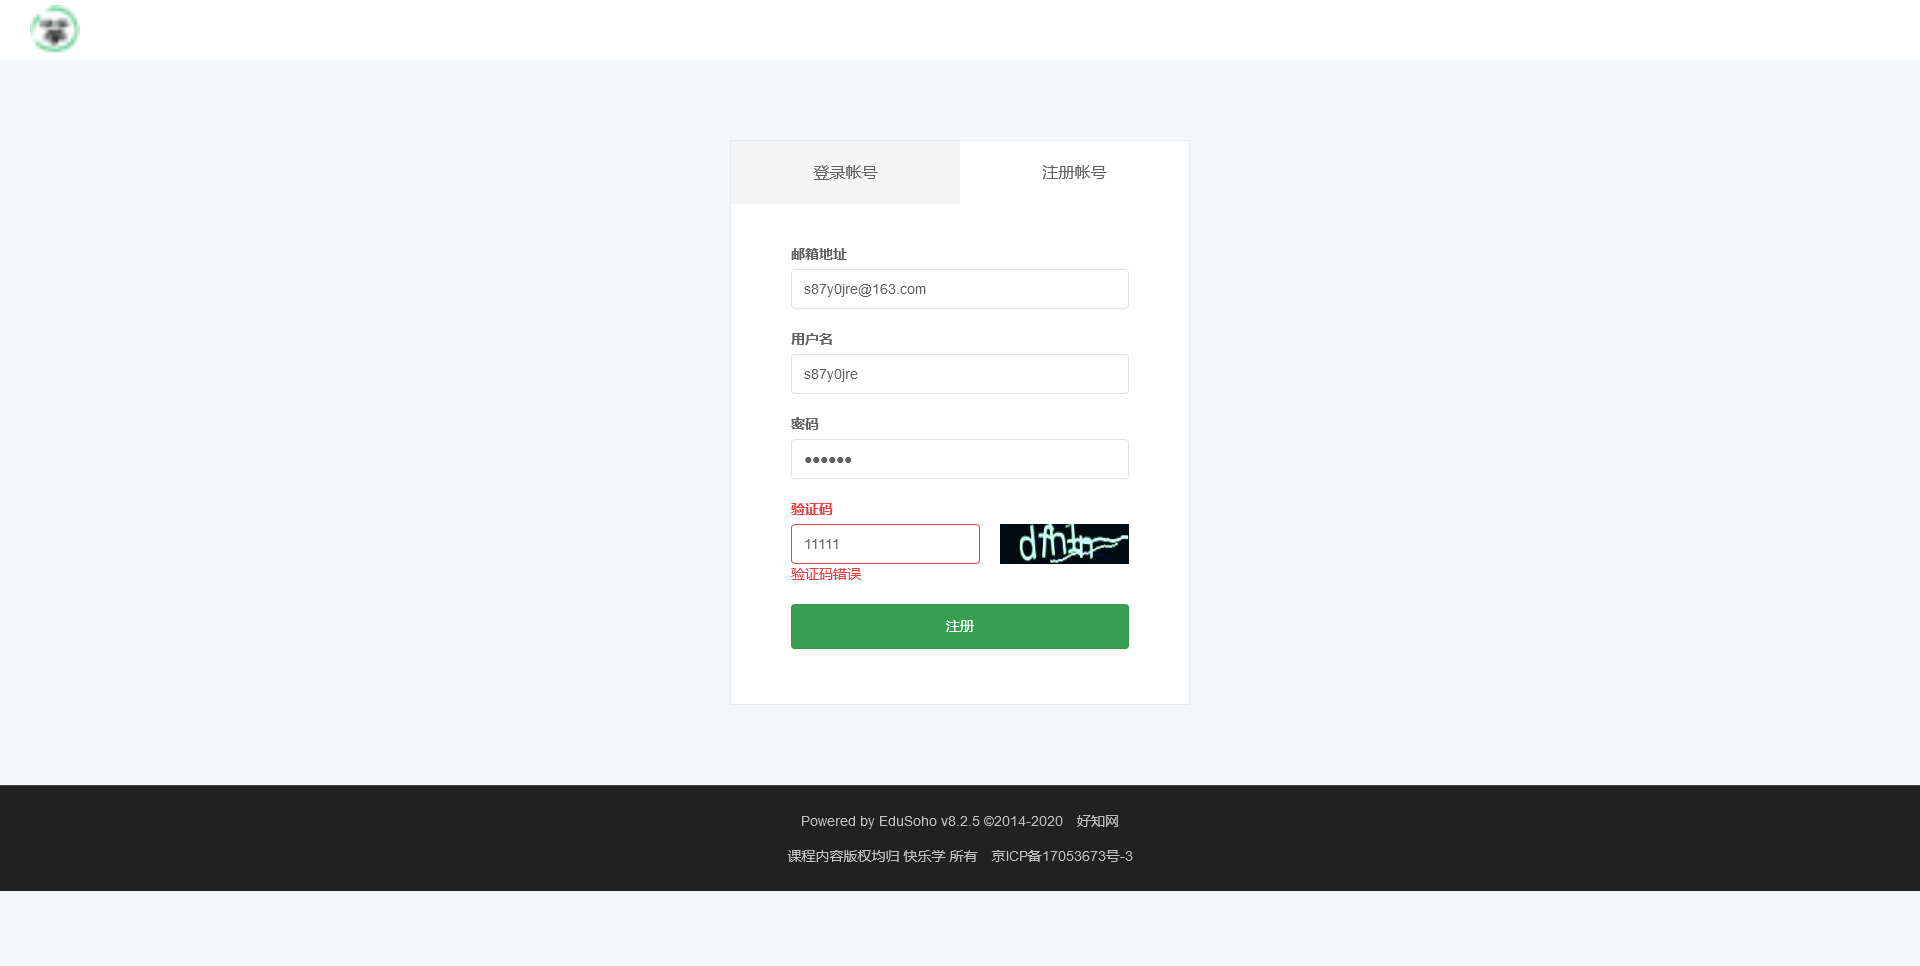 登录帐号
注册帐号
邮箱地址
s87y0jre@163.com
用户名
s87y0jre
密码
••••••
验证码
11111
验证码错误
注册
Powered by EduSoho v8.2.5 ©2014-2020 好知网
课程内容版权均归 快乐学 所有 京ICP备17053673号-3